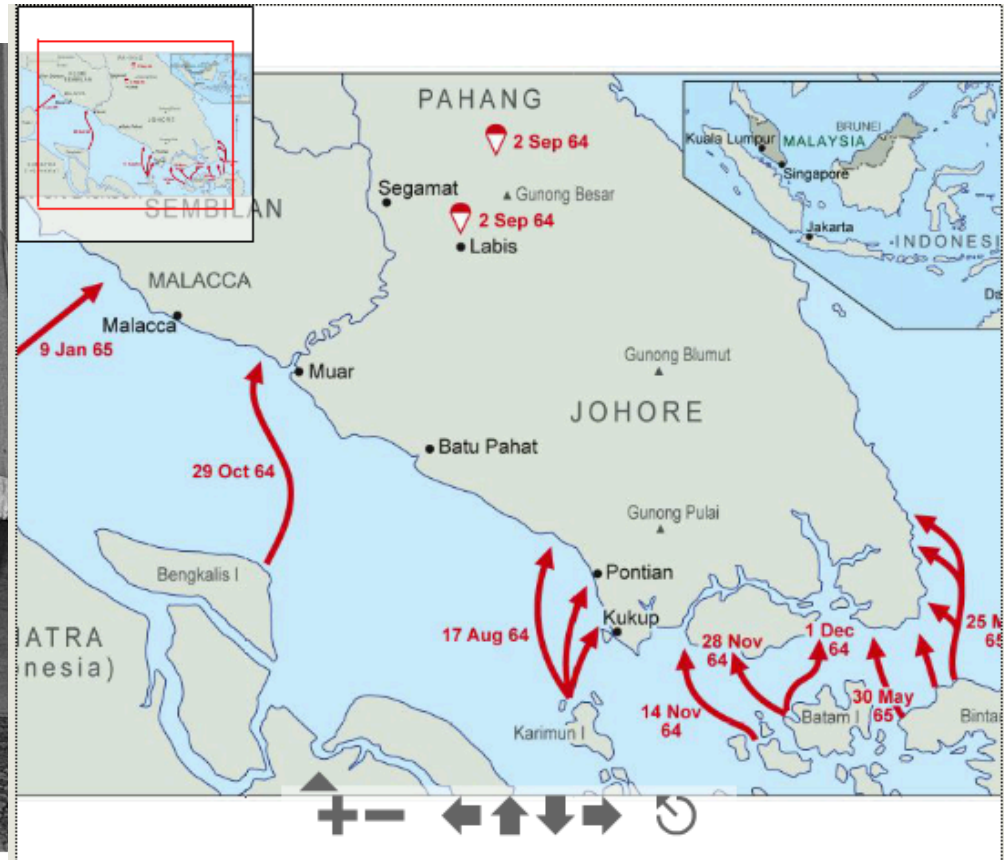 PAHANG
2 Sep 64
Segamat
Gunong Besar
2 Sep 64
Labis
SEMBILAN
MALACCA
Malacca
9 Jan 65
Muar
Gunong Blumut
JOHORE
Batu Pahat
29 Oct 64
Gunong Pulai
Bengkalis I
Pontian
Kukup
17 Aug 64
28 Nov
64
1 Dec
64
25 M
65
ATRA
nesia)
14 Nov
64
30 May
65
Batam I
Binta
Karimun I
BRUNEI
Kuala Lumpur
MALAYSIA
Singapore
Jakarta
INDONESI